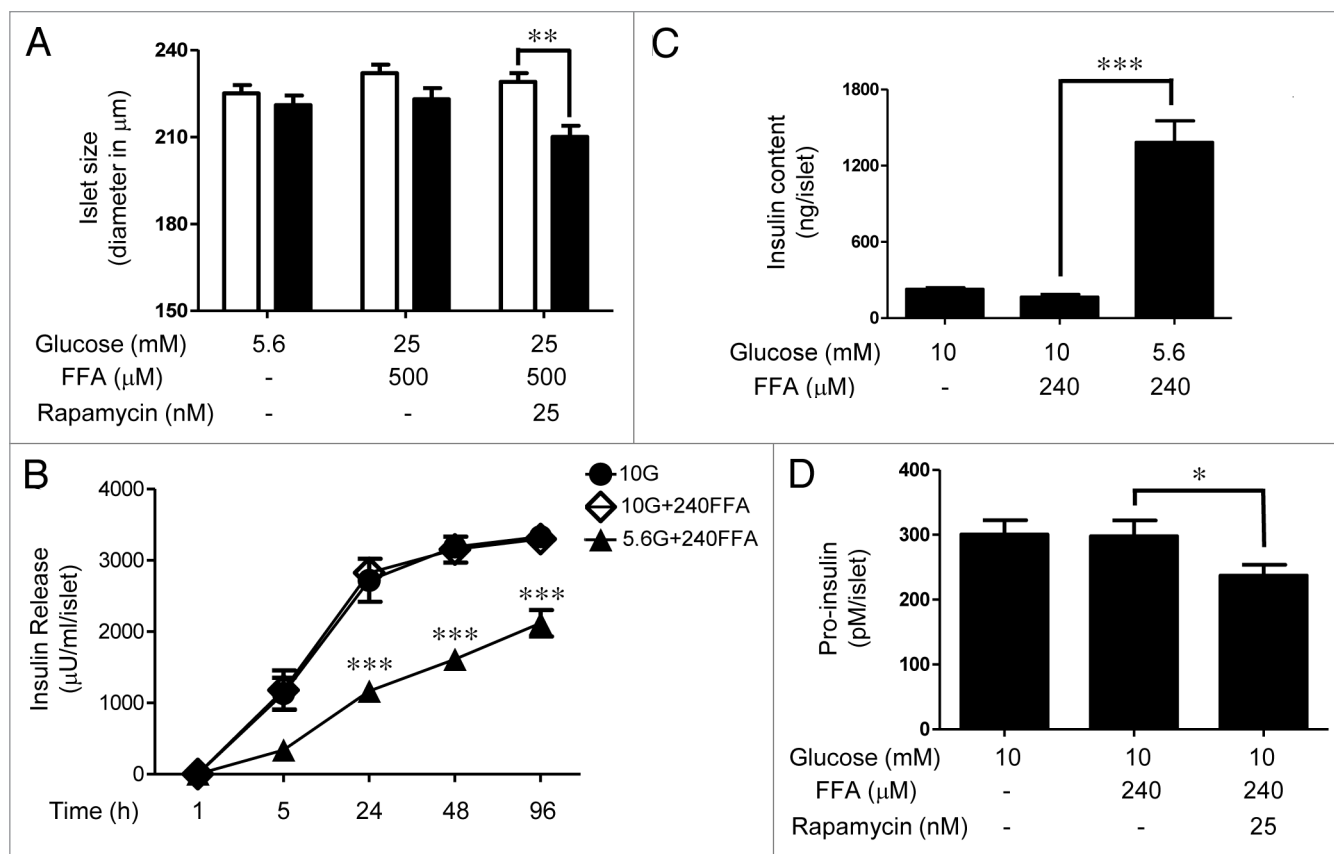 A
**
240
210
180
150
Islet size
(diameter in μm)
Glucose (mM) 5.6 25 25
FFA (μM) - 500 500
Rapamycin (nM) - - 25
C
***
1800
1200
600
0
Insulin content
(ng/islet)
Glucose (mM) 10 10 5.6
FFA (μM) - 240 240
B
10G
10G+240FFA
5.6G+240FFA
4000
3000
2000
1000
0
Insulin Release
(μU/ml/islet)
***
***
***
Time (h) 1 5 24 48 96
D
*
400
300
200
100
0
Pro-insulin
(pM/islet)
Glucose (mM) 10 10 10
FFA (μM) - 240 240
Rapamycin (nM) - - 25